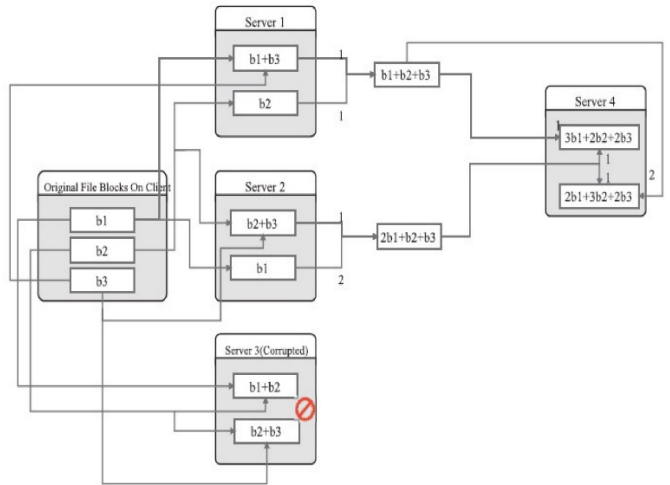 Server 1
b1+b3
b2
1
1
b1+b2+b3
Server 4
1
3b1+2b2+2b3
1
1
2b1+3b2+2b3
2
Original File Blocks On Client
b1
b2
b3
Server 2
b2+b3
b1
1
2
2b1+b2+b3
Server 3(Corrupted)
b1+b2
b2+b3